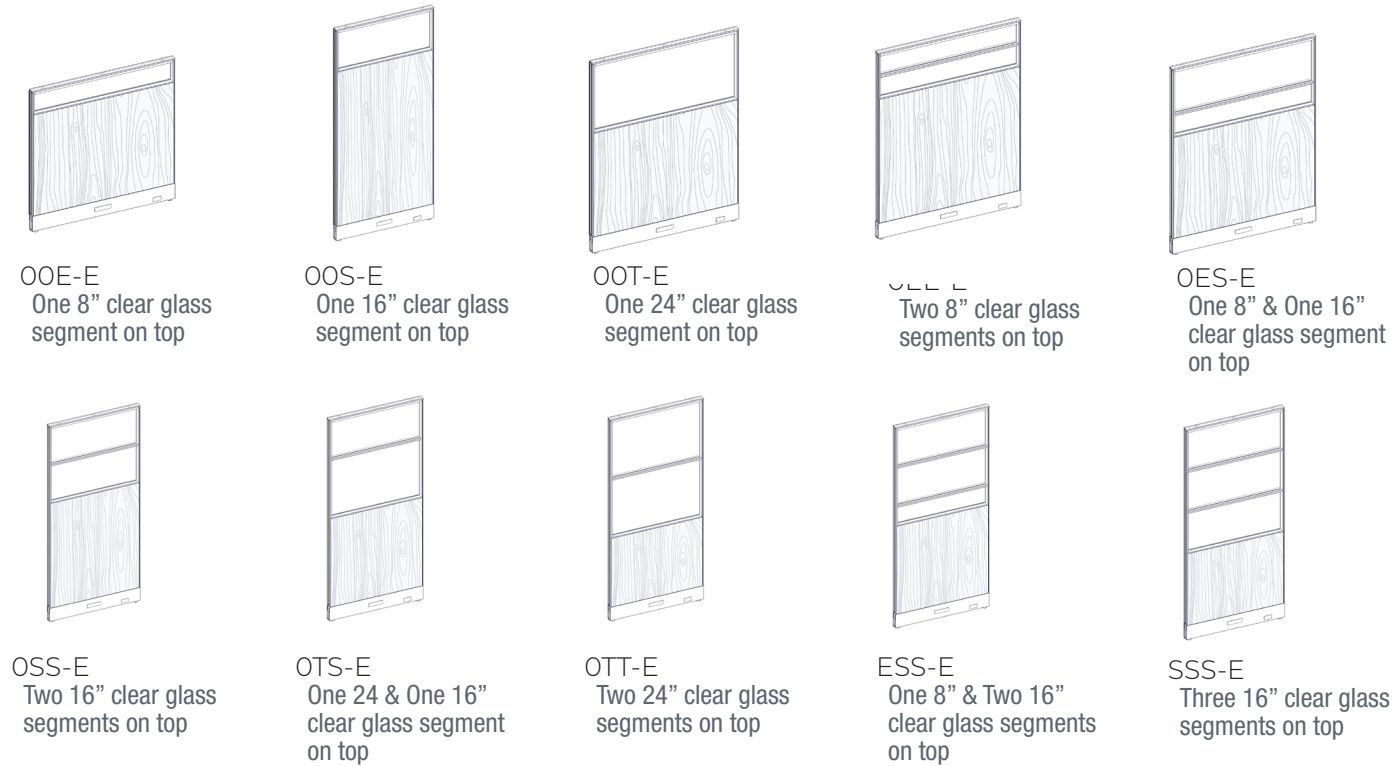 OOE-E
One 8” clear glass
segment on top
OOS-E
One 16” clear glass
segment on top
OOT-E
One 24” clear glass
segment on top
Two 8” clear glass
segments on top
OES-E
One 8” & One 16”
clear glass segment
on top
OSS-E
Two 16” clear glass
segments on top
OTS-E
One 24 & One 16”
clear glass segment
on top
OTT-E
Two 24” clear glass
segments on top
ESS-E
One 8” & Two 16”
clear glass segments
on top
SSS-E
Three 16” clear glass
segments on top